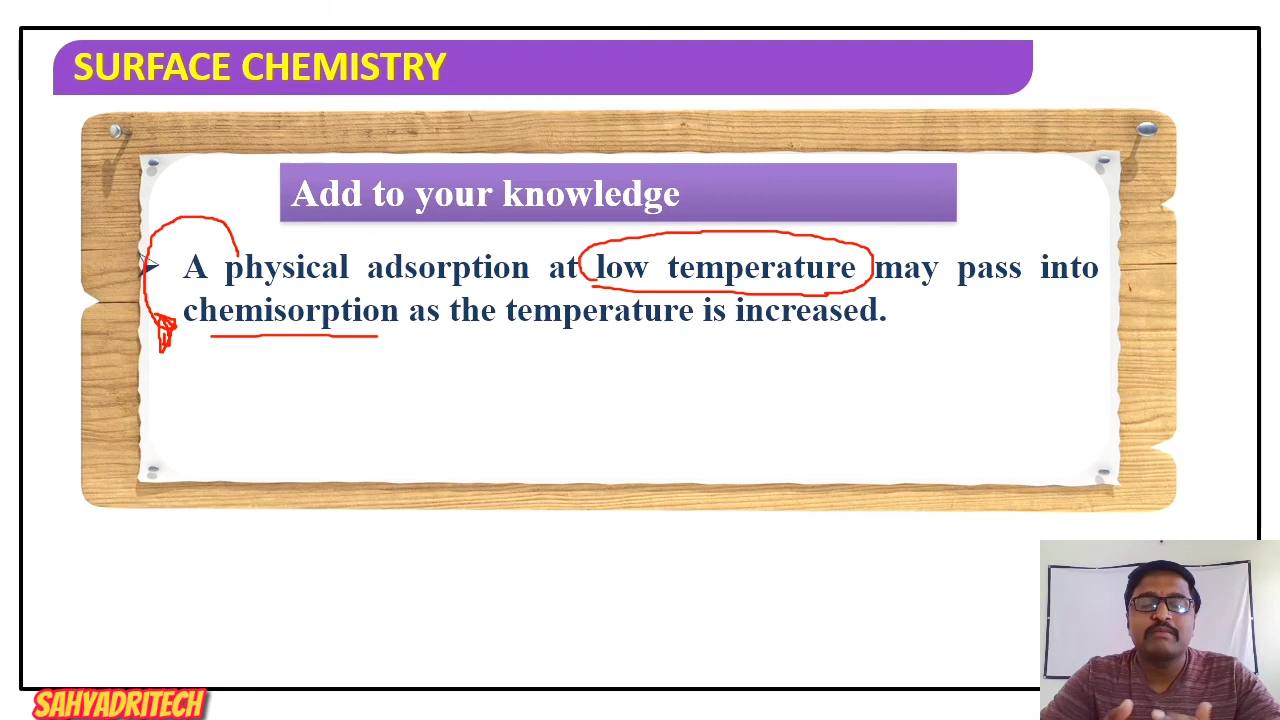 SURFACE CHEMISTRY
Add to your knowledge
A physical adsorption at low temperature may pass into
chemisorption as the temperature is increased.
SAHYADRITECH